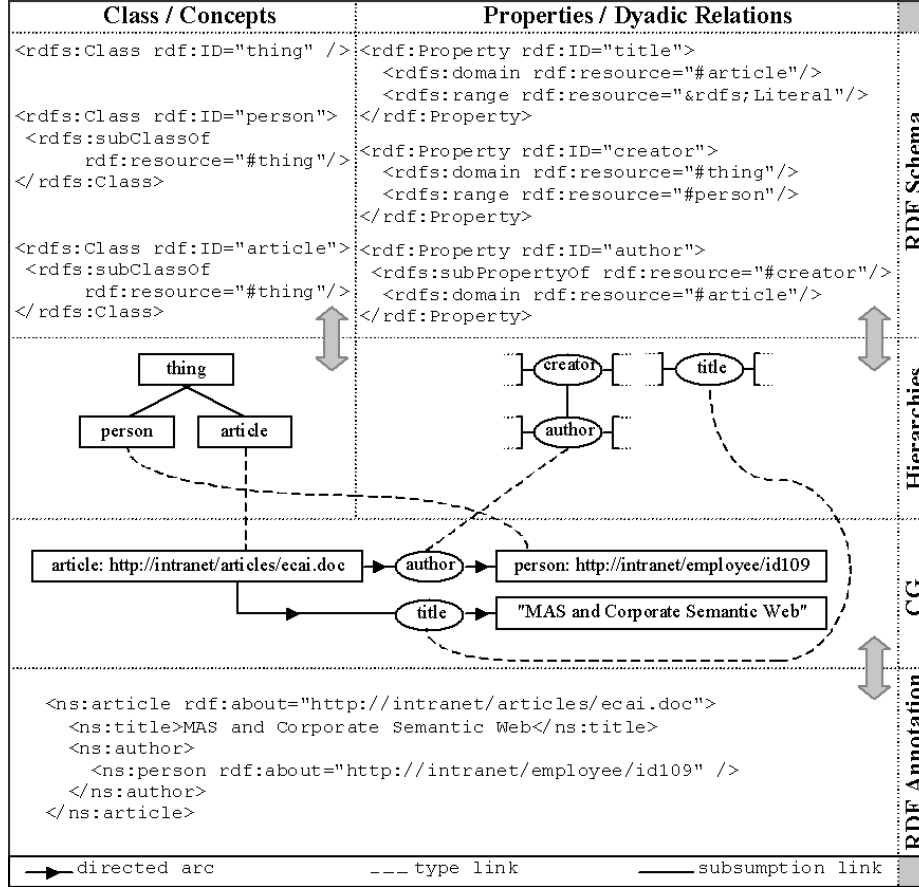 Class / Concepts
Properties / Dyadic Relations
<rdfs:Class rdf:ID="thing" />
<rdfs:Class rdf:ID="person">
<rdfs:subClassOf
rdf:resource="#thing"/>
</rdfs:Class>
<rdfs:Class rdf:ID="article">
<rdfs:subClassOf
rdf:resource="#thing"/>
</rdfs:Class>
<rdf:Property rdf:ID="title">
<rdfs:domain rdf:resource="#article"/>
<rdfs:range rdf:resource="&rdfs;Literal"/>
</rdf:Property>
<rdf:Property rdf:ID="creator">
<rdfs:domain rdf:resource="#thing"/>
<rdfs:range rdf:resource="#person"/>
</rdf:Property>
<rdf:Property rdf:ID="author">
<rdfs:subPropertyOf rdf:resource="#creator"/>
<rdfs:domain rdf:resource="#article"/>
</rdf:Property>
RDF Schema
thing
person
article
creator
title
author
Hierarchies
article: http://intranet/articles/ecai.doc
author
person: http://intranet/employee/id109
title
"MAS and Corporate Semantic Web"
CG
<ns:article rdf:about="http://intranet/articles/ecai.doc">
<ns:title>MAS and Corporate Semantic Web</ns:title>
<ns:author>
<ns:person rdf:about="http://intranet/employee/id109" />
</ns:author>
</ns:article>
RDF Annotation
directed arc
type link
subsumption link